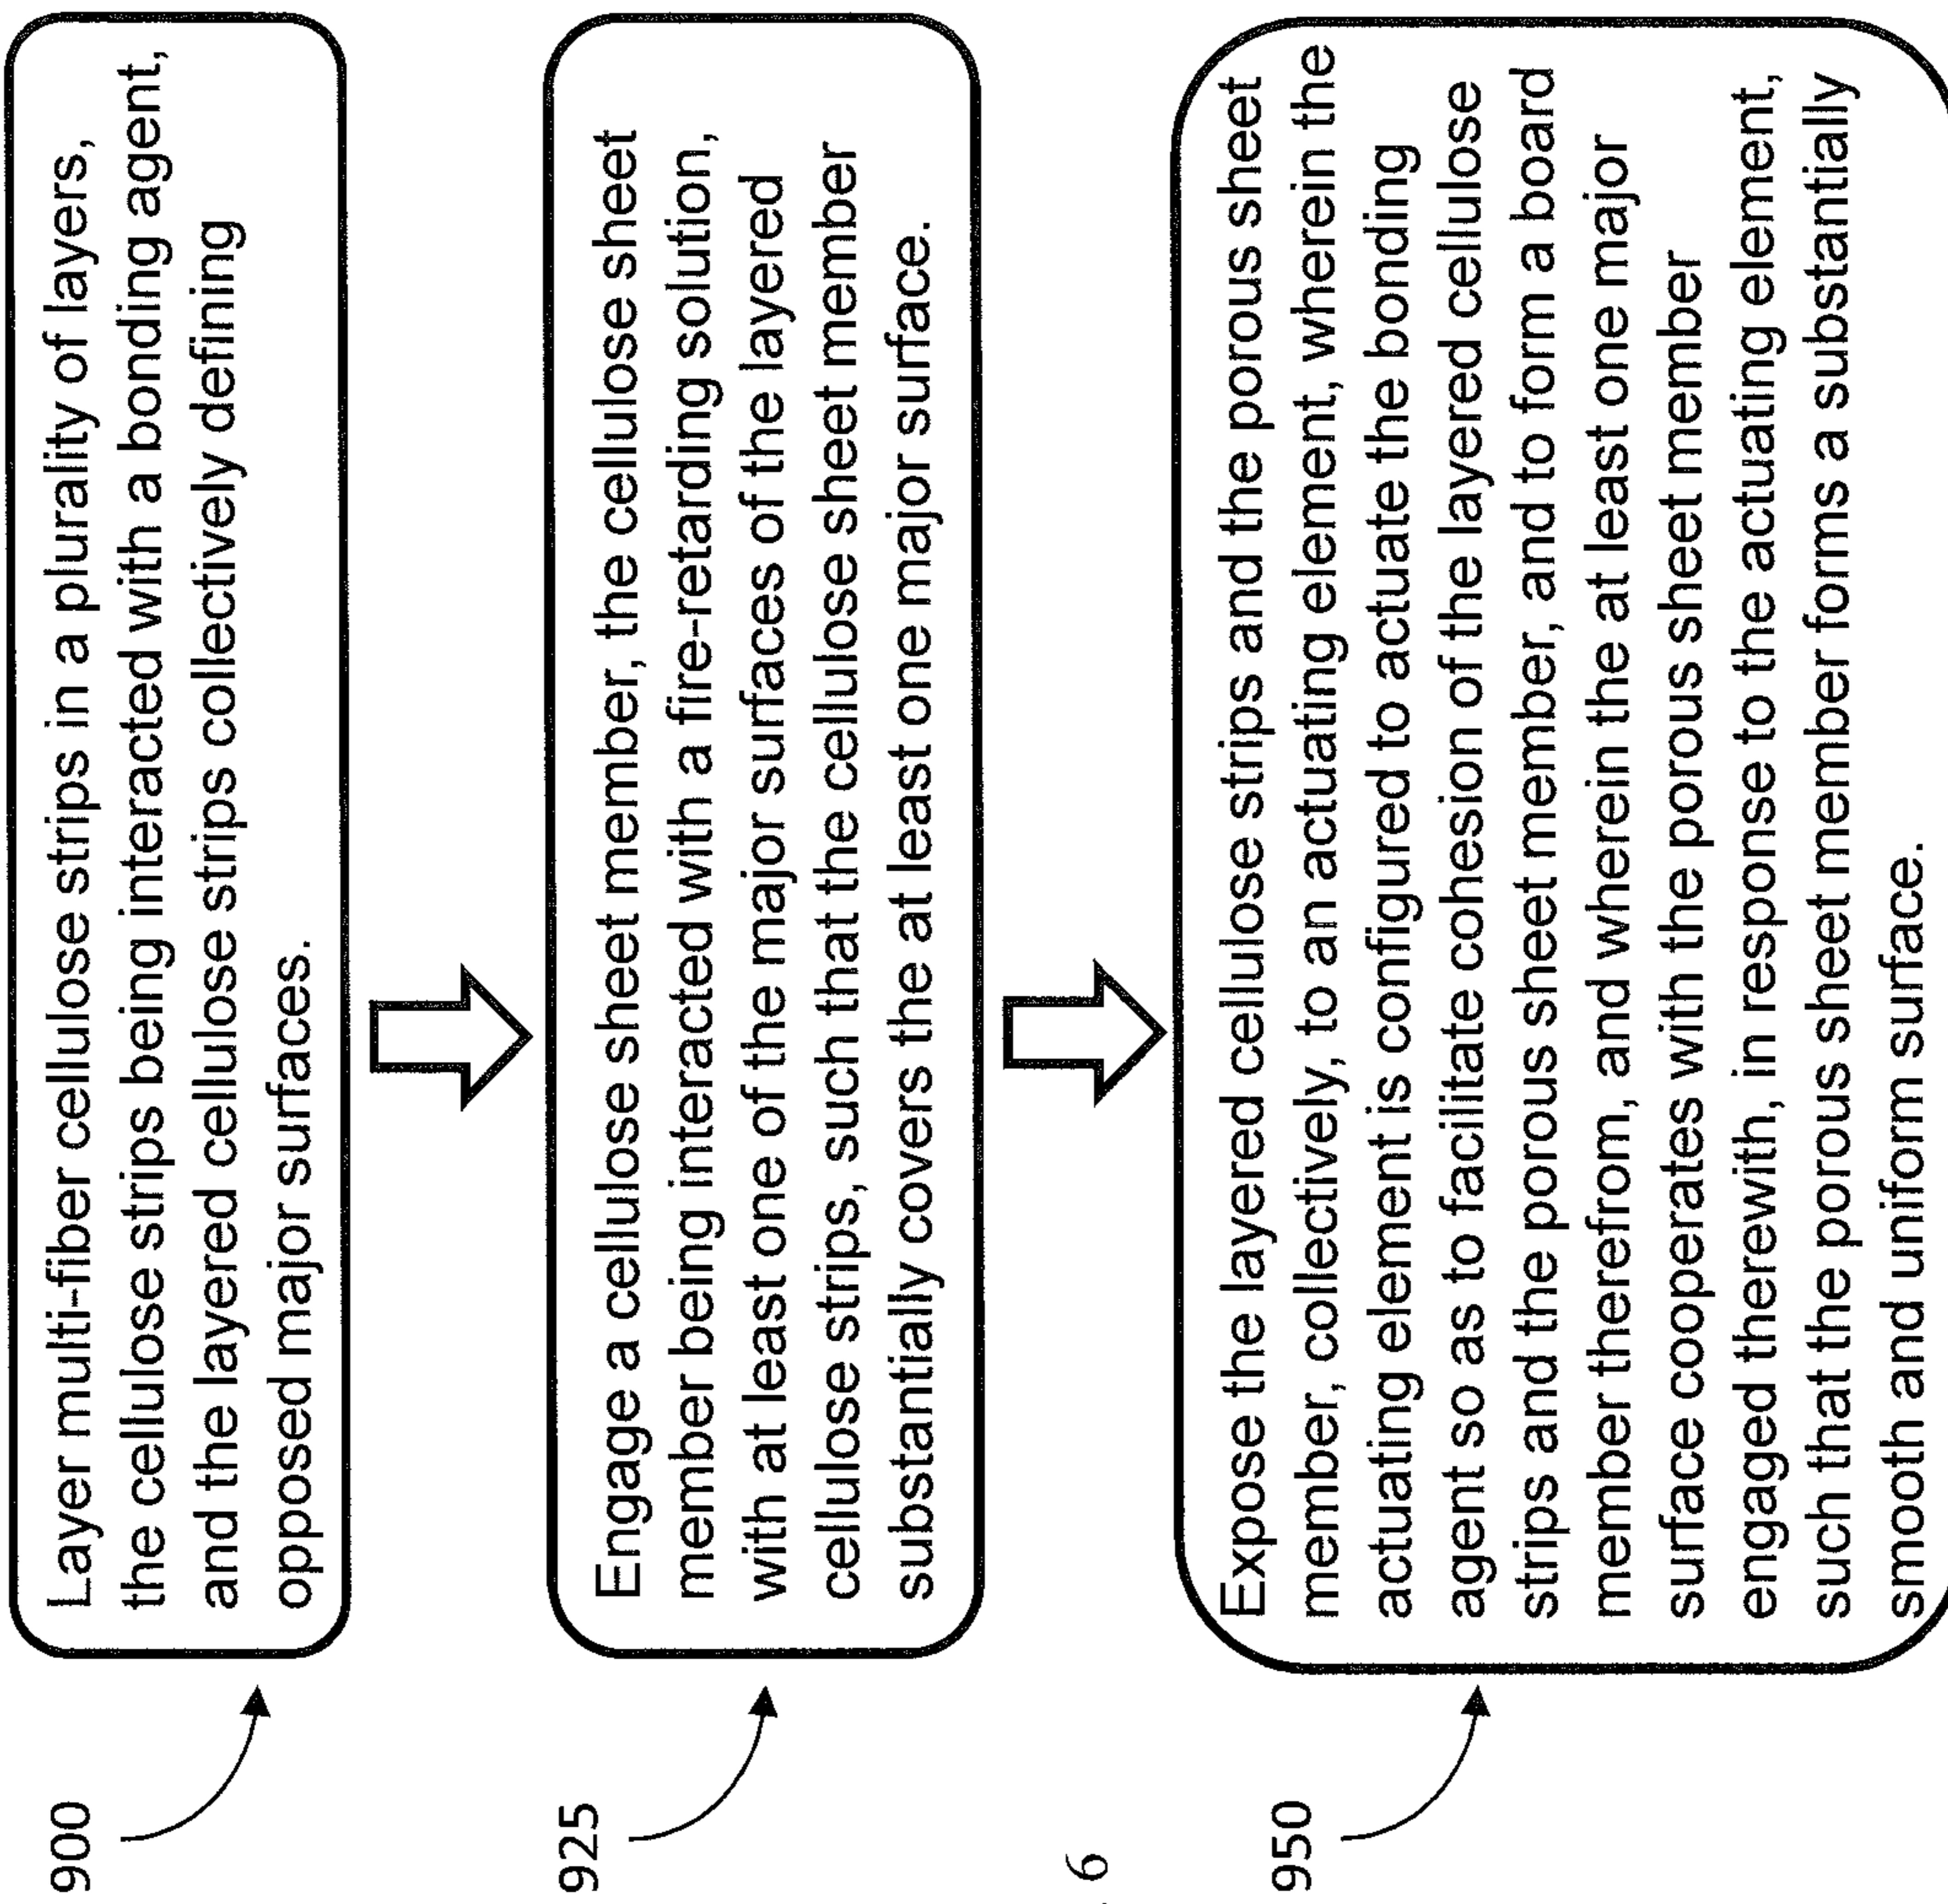 900
Layer multi-fiber cellulose strips in a plurality of layers,
the cellulose strips being interacted with a bonding agent,
and the layered cellulose strips collectively defining
opposed major surfaces.
925
Engage a cellulose sheet member, the cellulose sheet
member being interacted with a fire-retarding solution,
with at least one of the major surfaces of the layered
cellulose strips, such that the cellulose sheet member
substantially covers the at least one major surface.
6
950
Expose the layered cellulose strips and the porous sheet
member, collectively, to an actuating element, wherein the
actuating element is configured to actuate the bonding
agent so as to facilitate cohesion of the layered cellulose
strips and the porous sheet member, and to form a board
member therefrom, and wherein the at least one major
surface cooperates with the porous sheet member
engaged therewith, in response to the actuating element,
such that the porous sheet member forms a substantially
smooth and uniform surface.